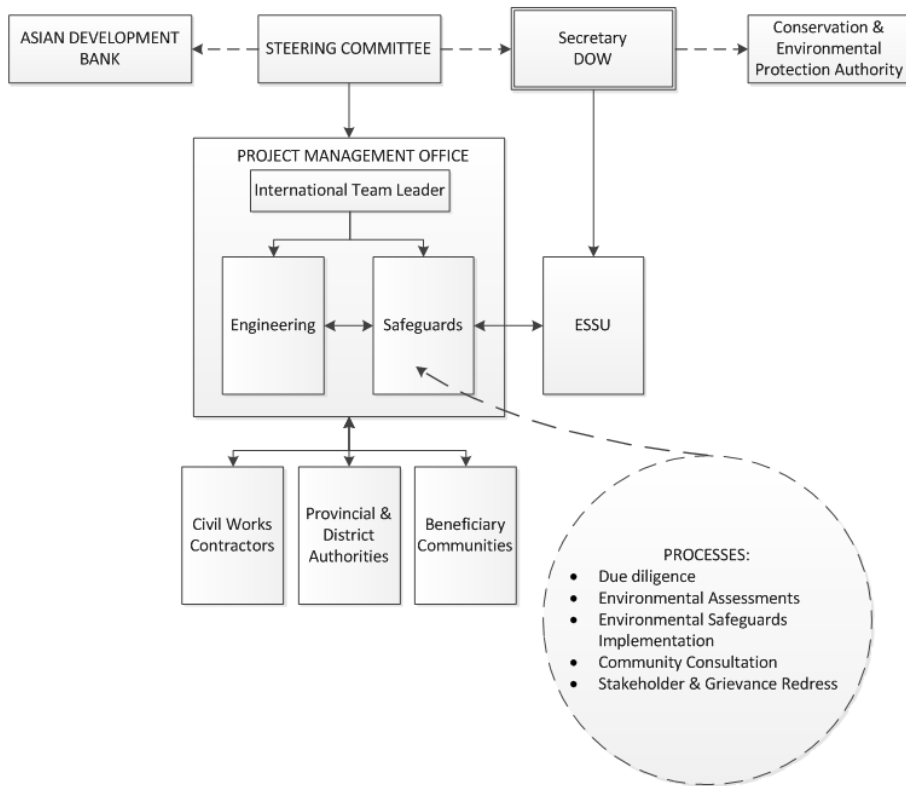 ASIAN DEVELOPMENT
BANK
STEERING COMMITTEE
Secretary
DOW
Conservation &
Environmental
Protection Authority
PROJECT MANAGEMENT OFFICE
International Team Leader
Engineering
Safeguards
ESSU
Civil Works
Contractors
Provincial &
District
Authorities
Beneficiary
Communities
PROCESSES:
• Due diligence
• Environmental Assessments
• Environmental Safeguards
Implementation
• Community Consultation
• Stakeholder & Grievance Redress